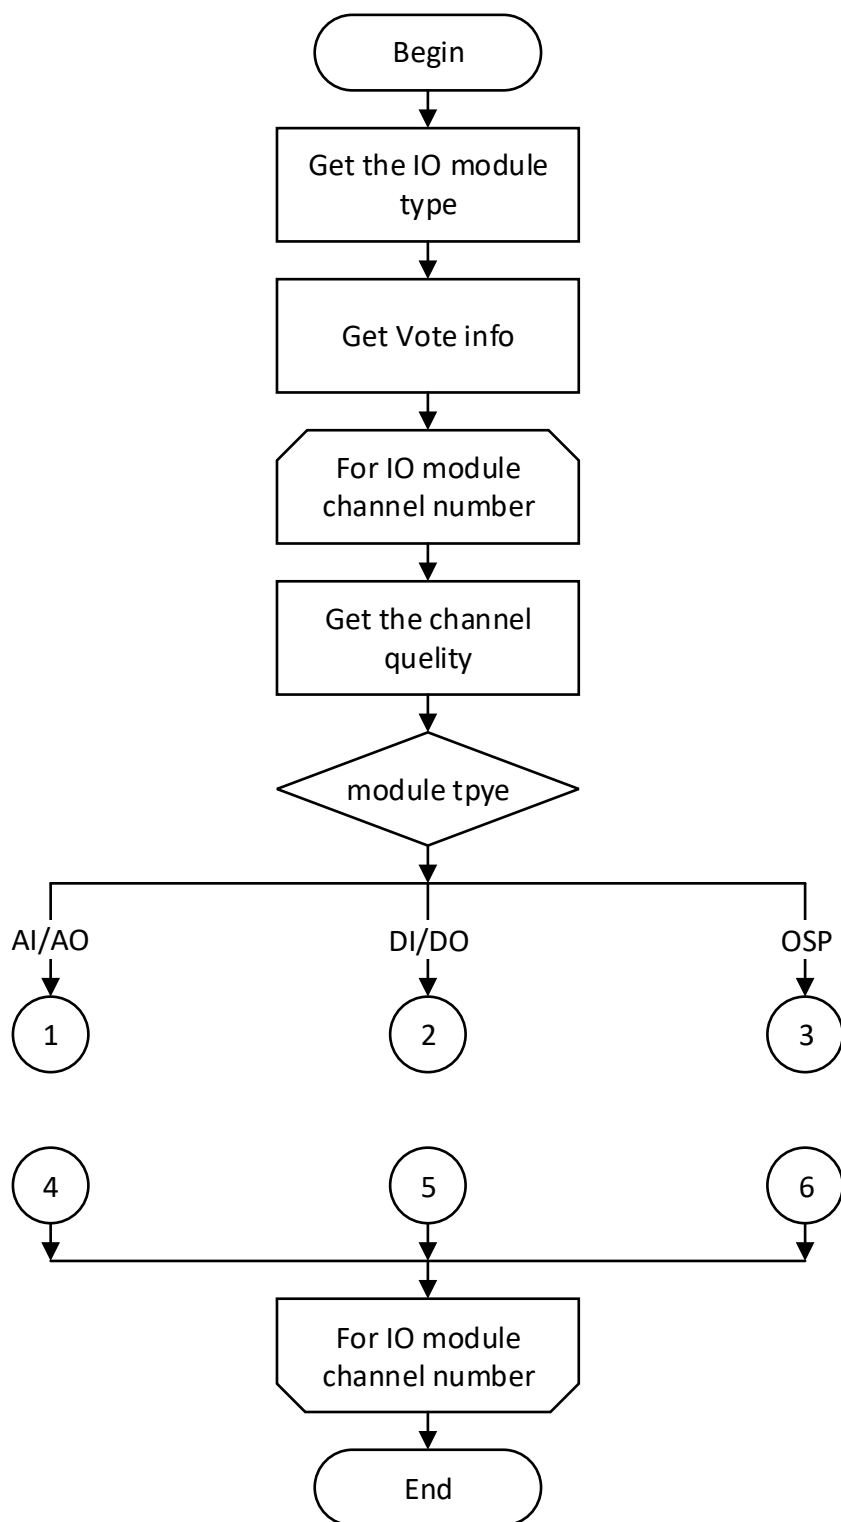 Begin
Get the IO module
type
Get Vote info
For IO module
channel number
Get the channel
quelity
module tpye
AI/AO
DI/DO
OSP
1
2
3
4
5
6
For IO module
channel number
End